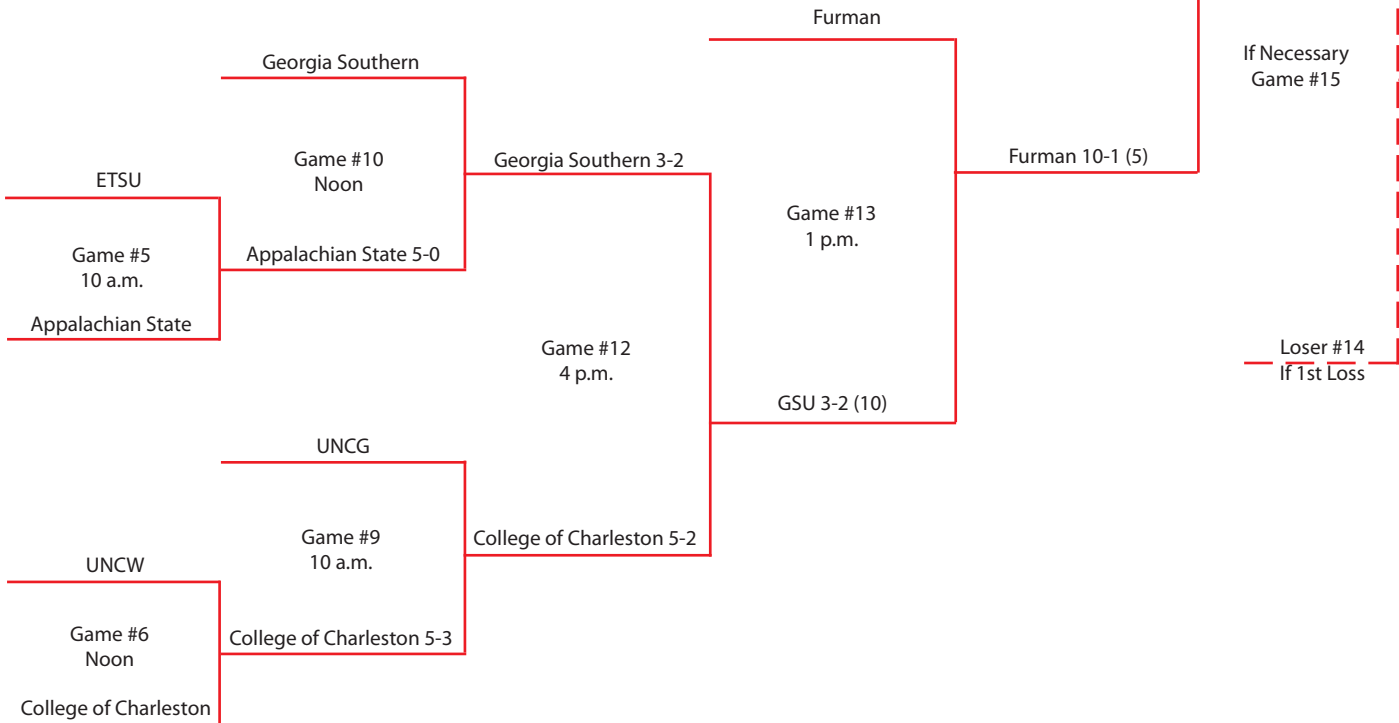 Furman
If Necessary
Game #15
Georgia Southern
Game #10
Noon
Georgia Southern 3-2
Furman 10-1 (5)
ETSU
Game #13
1 p.m.
Game #5
10 a.m.
Appalachian State 5-0
Appalachian State
Game #12
4 p.m.
Loser #14
If 1st Loss
GSU 3-2 (10)
UNCG
Game #9
10 a.m.
College of Charleston 5-2
UNCW
Game #6
Noon
College of Charleston 5-3
College of Charleston